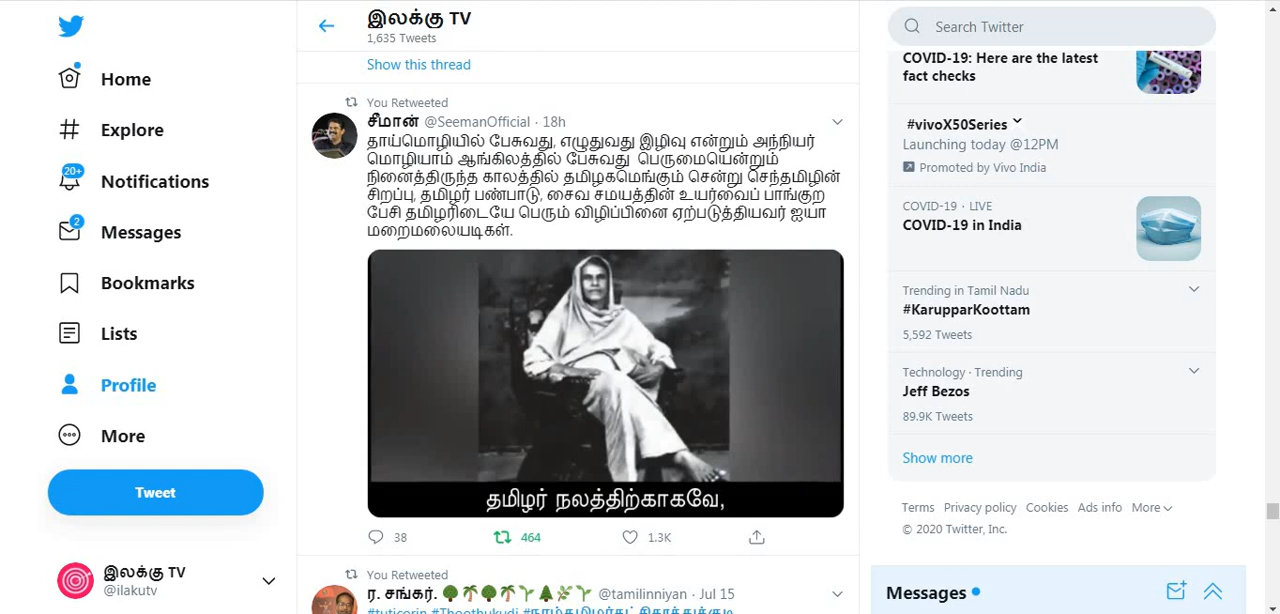 Home
Explore
20+
Notifications
2
Messages
Bookmarks
Lists
Profile
More
Tweet
இலக்கு TV
@ilakutv
இலக்கு TV
1,635 Tweets
Show this thread
You Retweeted
சீமான் @SeemanOfficial · 18h
தாய்மொழியில் பேசுவது, எழுதுவது இழிவு என்றும் அந்நியர்
மொழியாம் ஆங்கிலத்தில் பேசுவது பெருமையென்றும்
நினைத்திருந்த காலத்தில் தமிழகமெங்கும் சென்று செந்தமிழின்
சிறப்பு, தமிழர் பண்பாடு, சைவ சமயத்தின் உயர்வைப் பாங்குற
பேசி தமிழரிடையே பெரும் விழிப்பினை ஏற்படுத்தியவர் ஐயா
மறைமலையடிகள்.
தமிழர் நலத்திற்காகவே,
38
464
1.3K
You Retweeted
ர. சங்கர். @tamilinniyan · Jul 15
#tuticorin #Thoothukudi
Search Twitter
COVID-19: Here are the latest
fact checks
#vivoX50Series
Launching today @12PM
Promoted by Vivo India
COVID-19 · LIVE
COVID-19 in India
Trending in Tamil Nadu
#KarupparKoottam
5,592 Tweets
Technology · Trending
Jeff Bezos
89.9K Tweets
Show more
Terms Privacy policy Cookies Ads info More
© 2020 Twitter, Inc.
Messages